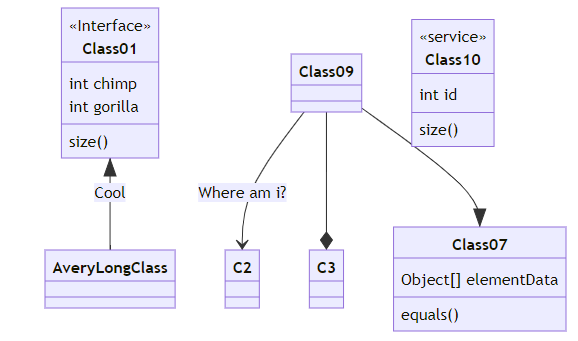 «Interface»
Class01
int chimp
int gorilla
size()
Class09
«service»
Class10
int id
size()
Cool
Where am i?
AveryLongClass
C2
C3
Class07
Object[] elementData
equals()